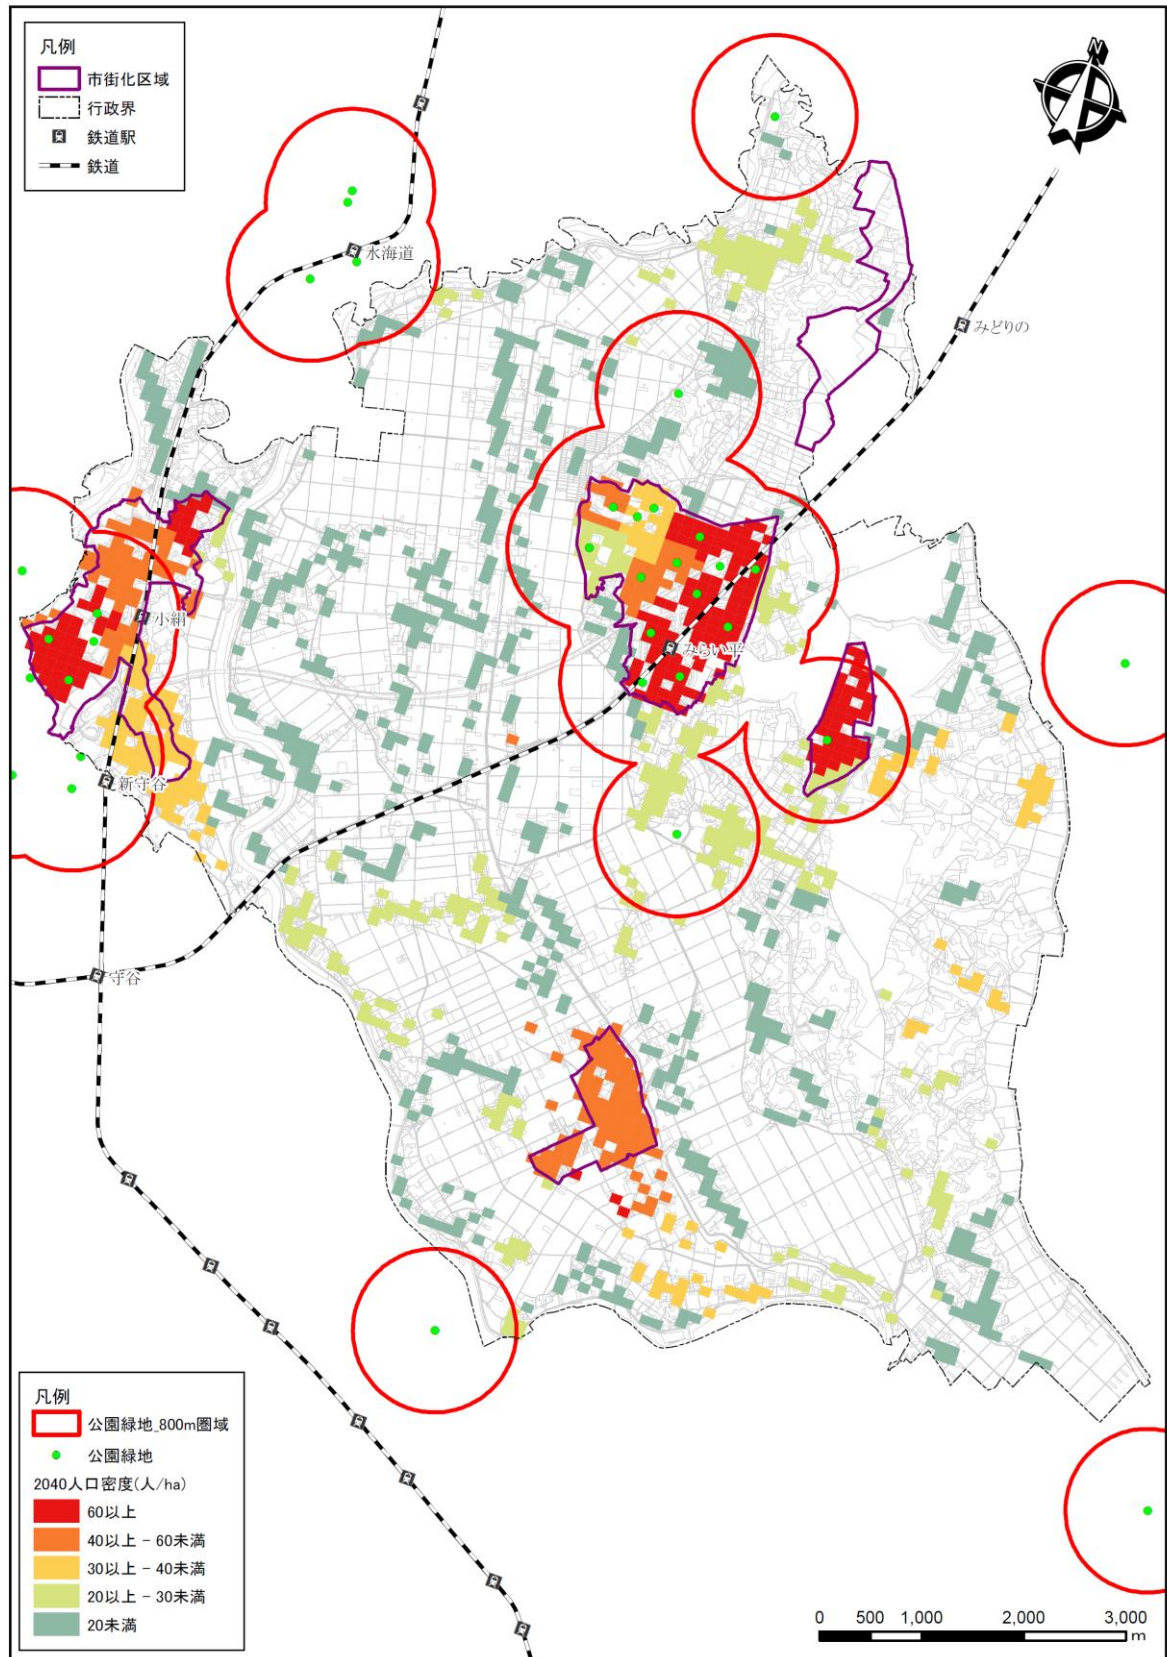 凡例
市街化区域
行政界
鉄道駅
鉄道
N
水海道
みどりの
小絹
みらい平
新守谷
守谷
凡例
公園緑地_800m圏域
公園緑地
2040人口密度(人/ha)
60以上
40以上 - 60未満
30以上 - 40未満
20以上 - 30未満
20未満
0 500 1,000 2,000 3,000
m